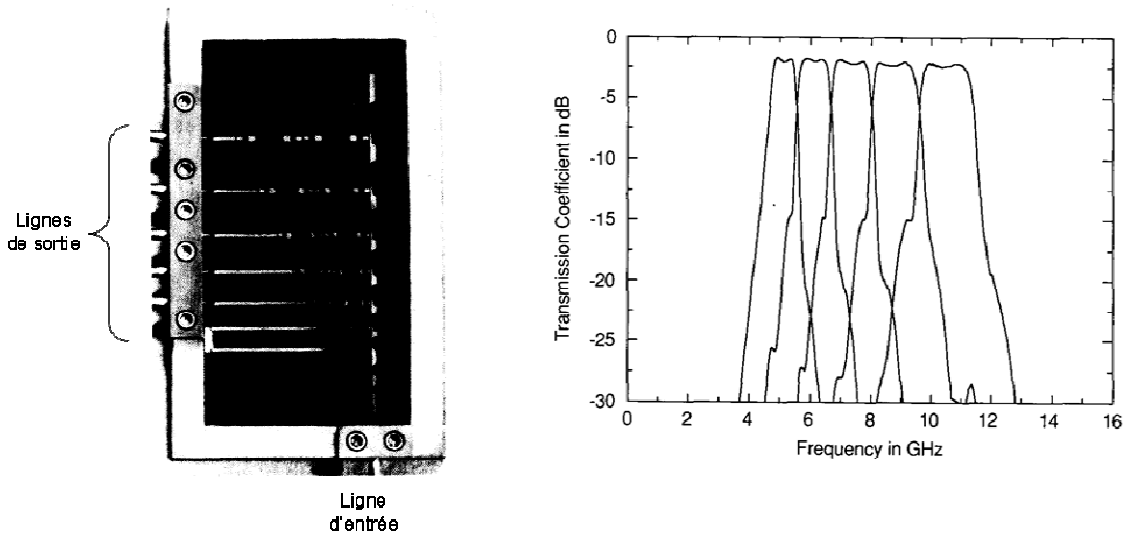 Lignes
de sortie
Ligne
d'entrée
0
-5
-10
-15
-20
-25
-30
Transmission Coefficient in dB
0 2 4 6 8 10 12 14 16
Frequency in GHz